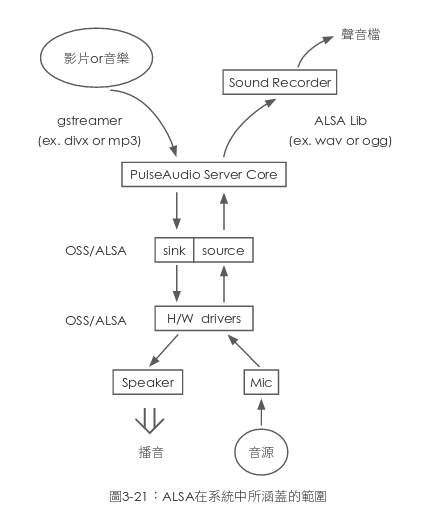 影片or音樂
聲音檔
Sound Recorder
gstreamer
(ex. divx or mp3)
ALSA Lib
(ex. wav or ogg)
PulseAudio Server Core
OSS/ALSA
sink
source
OSS/ALSA
H/W drivers
Speaker
Mic
播音
音源
圖3-21：ALSA在系統中所涵蓋的範圍